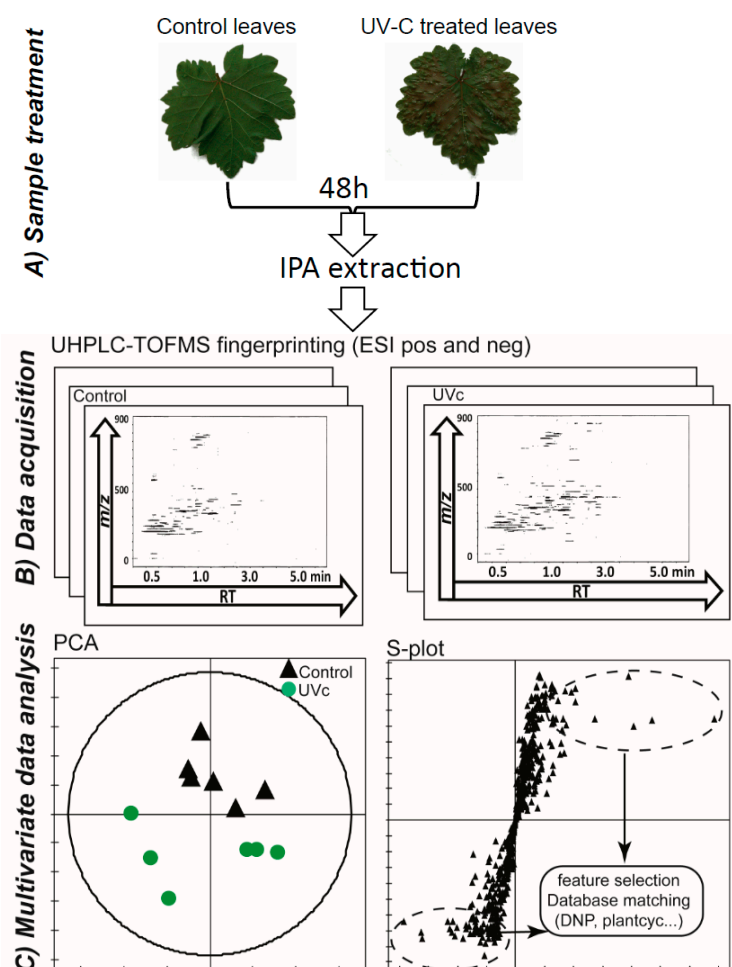 Control leaves
UV-C treated leaves
A) Sample treatment
48h
IPA extraction
UHPLC-TOFMS fingerprinting (ESI pos and neg)
B) Data acquisition
Control
900
500
0
m/z
0.5 1.0 3.0 5.0 min
RT
UVc
900
500
0
m/z
0.5 1.0 3.0 5.0 min
RT
C) Multivariate data analysis
PCA
Control
UVc
S-plot
feature selection
Database matching
(DNP, plantcyc...)